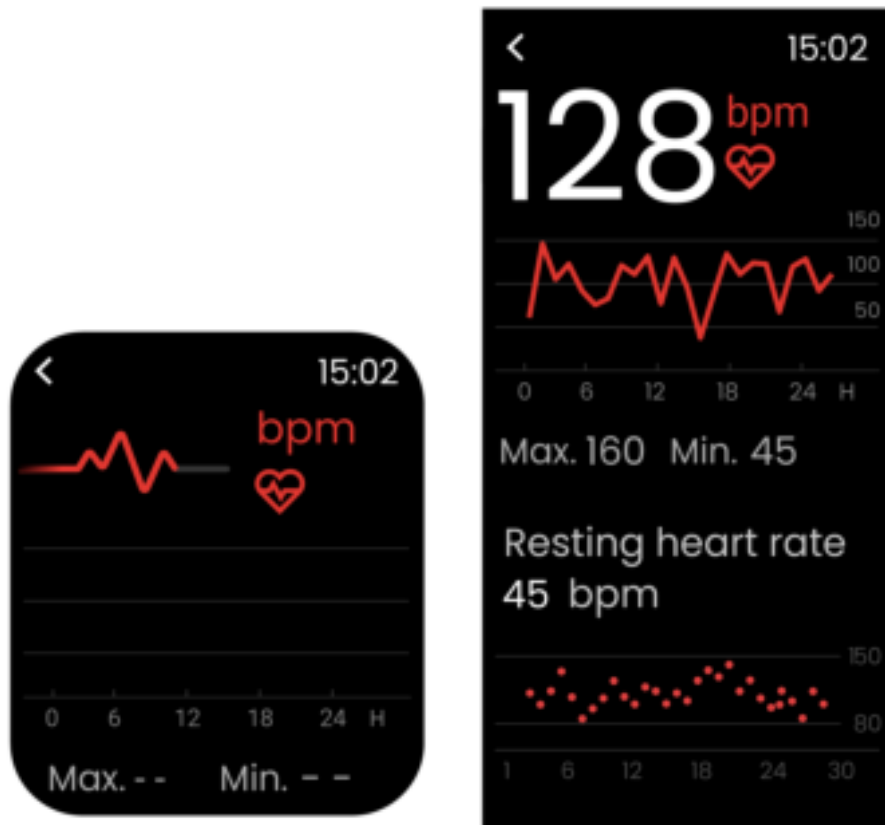 15:02
bpm
0 6 12 18 24 H
Max. - - Min. - -
15:02
128 bpm
150
100
50
0 6 12 18 24 H
Max. 160 Min. 45
Resting heart rate
45 bpm
150
80
1 6 12 18 24 30